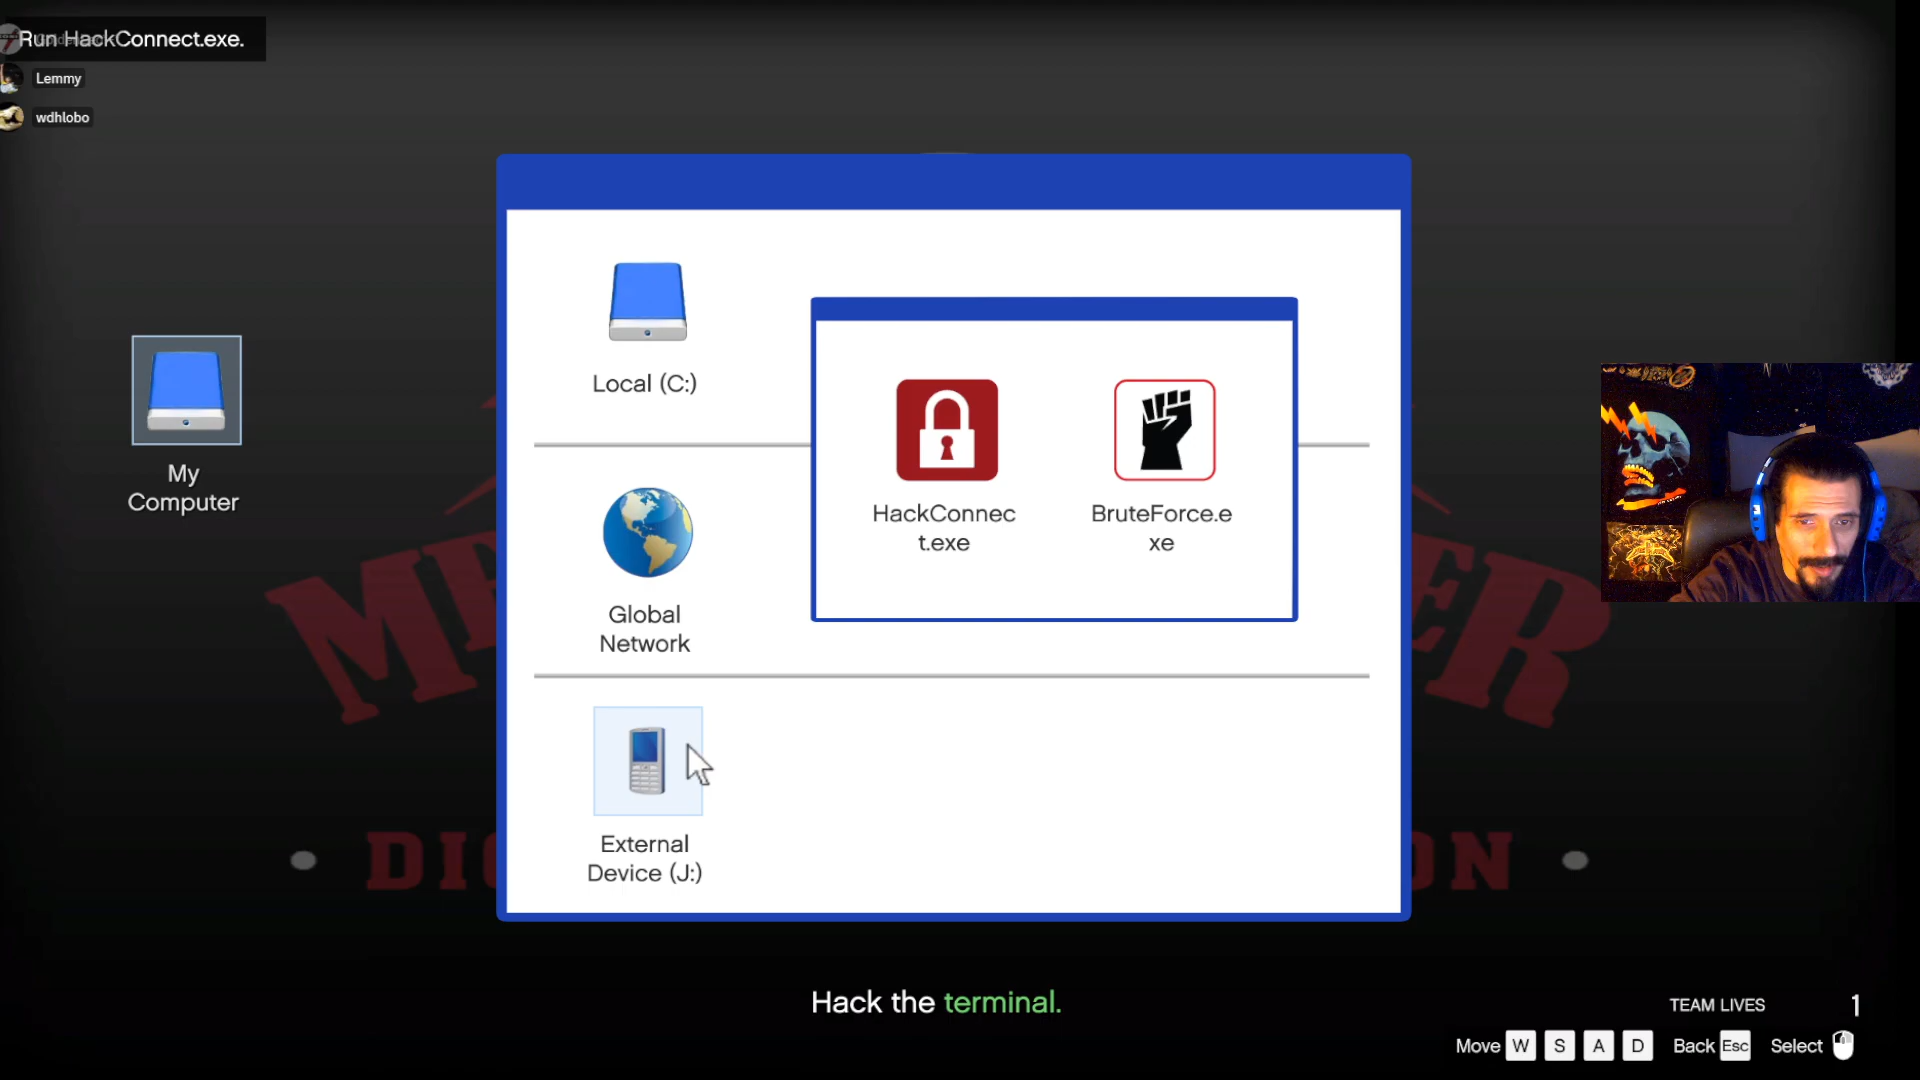 Run HackConnect.exe.
Lemmy
wdhlobo
My
Computer
Local (C:)
HackConnec
t.exe
BruteForce.e
xe
Global
Network
External
Device (J:)
Hack the terminal.
TEAM LIVES 1
Move W S A D Back Esc Select